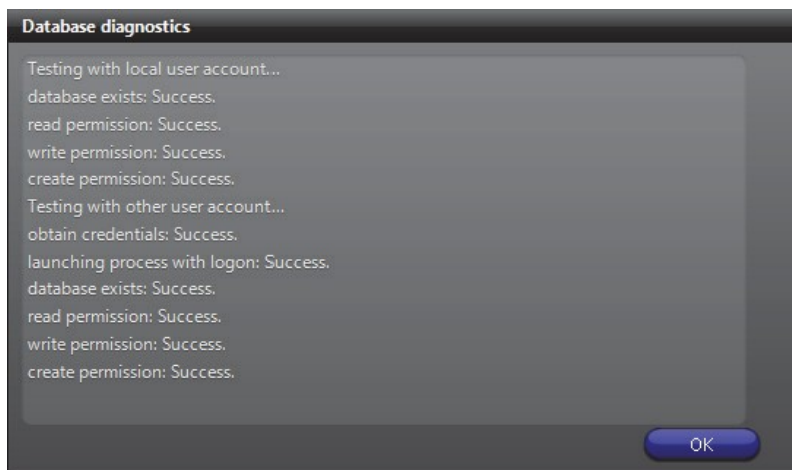 Database diagnostics
Testing with local user account...
database exists: Success.
read permission: Success.
write permission: Success.
create permission: Success.
Testing with other user account...
obtain credentials: Success.
launching process with logon: Success.
database exists: Success.
read permission: Success.
write permission: Success.
create permission: Success.
OK